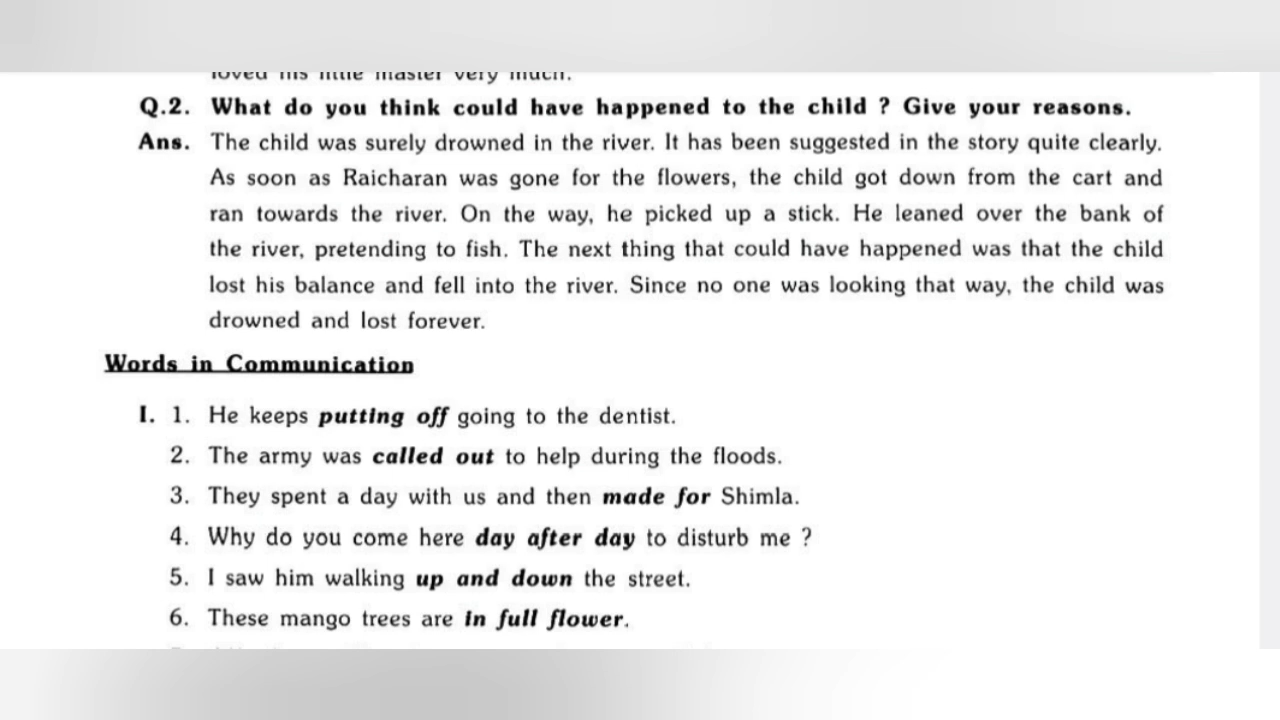 loved his little master very much.
Q.2. What do you think could have happened to the child ? Give your reasons.
Ans. The child was surely drowned in the river. It has been suggested in the story quite clearly.
As soon as Raicharan was gone for the flowers, the child got down from the cart and
ran towards the river. On the way, he picked up a stick. He leaned over the bank of
the river, pretending to fish. The next thing that could have happened was that the child
lost his balance and fell into the river. Since no one was looking that way, the child was
drowned and lost forever.
Words in Communication
I. 1. He keeps putting off going to the dentist.
2. The army was called out to help during the floods.
3. They spent a day with us and then made for Shimla.
4. Why do you come here day after day to disturb me ?
5. I saw him walking up and down the street.
6. These mango trees are in full flower.